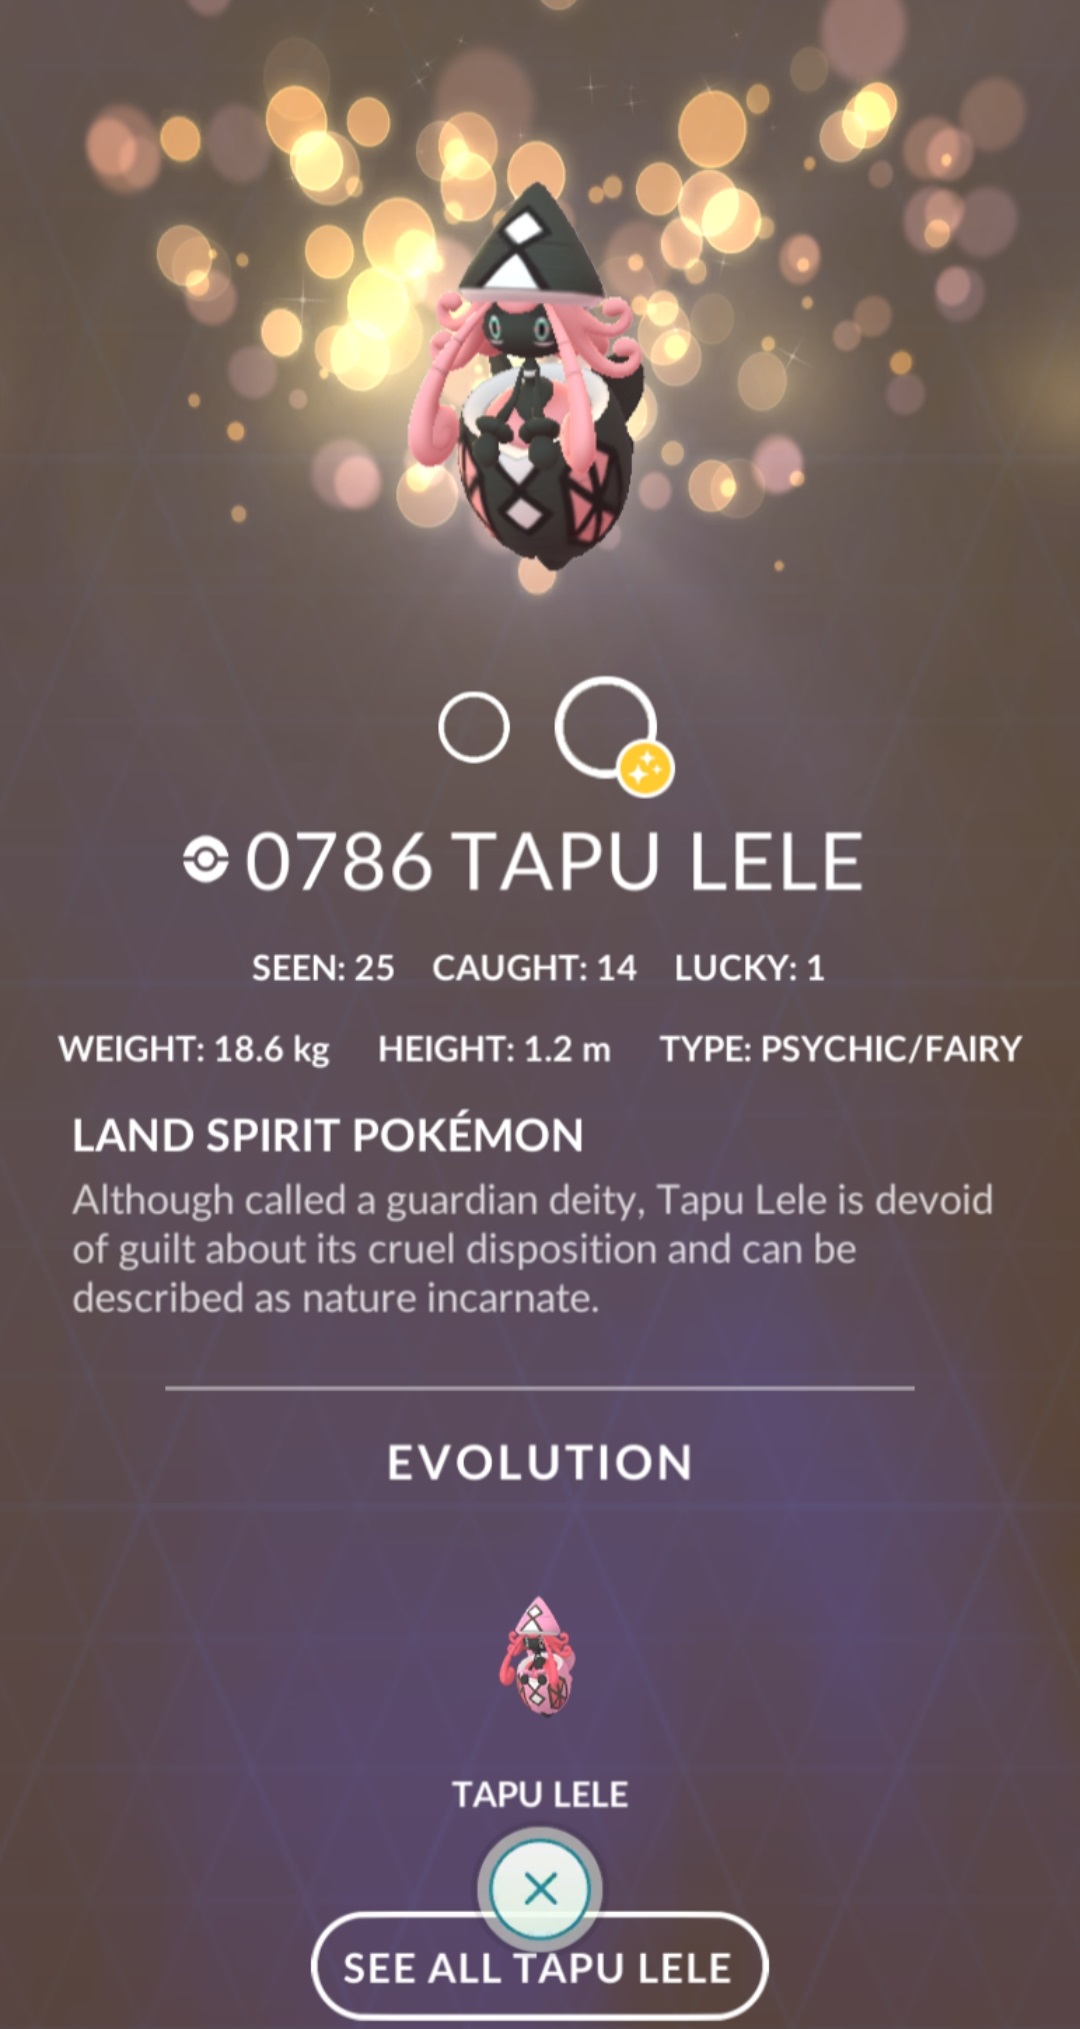 0786 TAPU LELE
SEEN: 25 CAUGHT: 14 LUCKY: 1
WEIGHT: 18.6 kg HEIGHT: 1.2 m TYPE: PSYCHIC/FAIRY
LAND SPIRIT POKÉMON
Although called a guardian deity, Tapu Lele is devoid
of guilt about its cruel disposition and can be
described as nature incarnate.
EVOLUTION
TAPU LELE
SEE ALL TAPU LELE